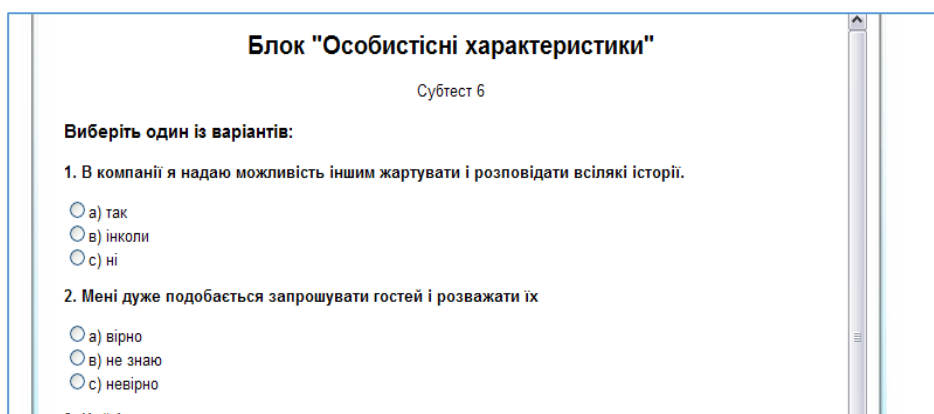 Блок "Особистісні характеристики"
Субтест 6
Виберіть один із варіантів:
1. В компанії я надаю можливість іншим жартувати і розповідати всілякі історії.
а) так
в) інколи
с) ні
2. Мені дуже подобається запрошувати гостей і розважати їх
а) вірно
в) не знаю
с) невірно